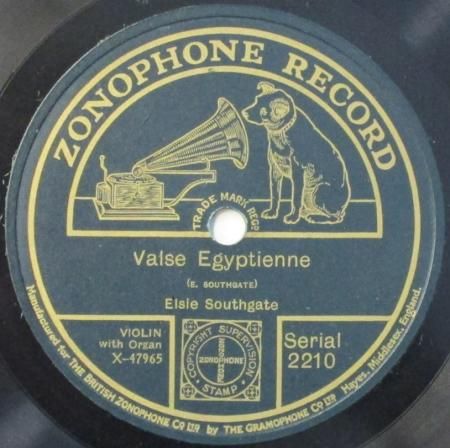 ZONOPHONE RECORD
TRADE MARK REGD
Valse Egyptienne
(E. SOUTHGATE)
Elsie Southgate
VIOLIN
with Organ
X-47965
COPYRIGHT SUPERVISION
ZONOPHONE
STAMP
Serial
2210
Manufactured for THE BRITISH ZONOPHONE Co LTD by THE GRAMOPHONE Co LTD Hayes, Middlesex, England.